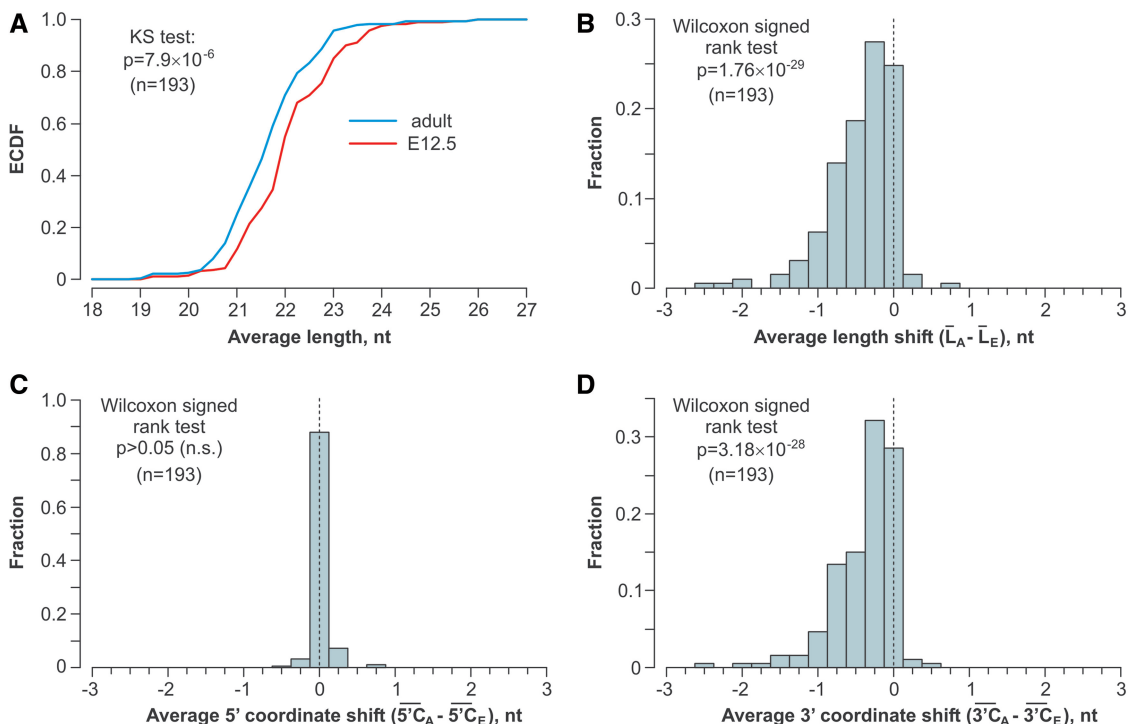 A
KS test:
p=7.9×10-6
(n=193)
adult
E12.5
ECDF
1.0
0.8
0.6
0.4
0.2
0
18 19 20 21 22 23 24 25 26 27
Average length, nt
B
Wilcoxon signed
rank test
p=1.76×10-29
(n=193)
Fraction
0.3
0.2
0.1
0
-3 -2 -1 0 1 2 3
Average length shift (L̅A - L̅E), nt
C
Wilcoxon signed
rank test
p>0.05 (n.s.)
(n=193)
Fraction
1.0
0.8
0.6
0.4
0.2
0
-3 -2 -1 0 1 2 3
Average 5' coordinate shift (5'CA - 5'CE), nt
D
Wilcoxon signed
rank test
p=3.18×10-28
(n=193)
Fraction
0.3
0.2
0.1
0
-3 -2 -1 0 1 2 3
Average 3' coordinate shift (3'CA - 3'CE), nt